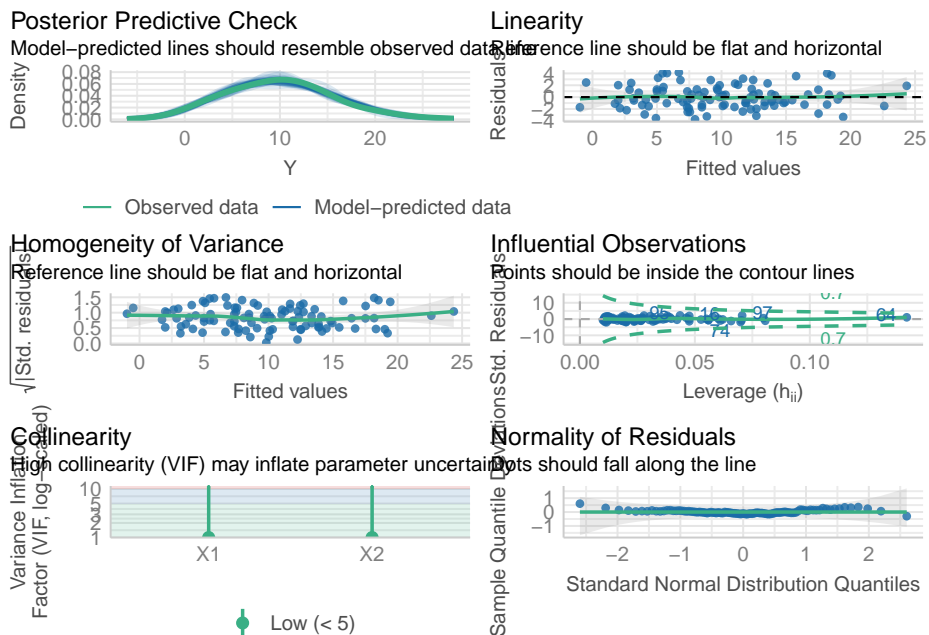 Posterior Predictive Check
Model−predicted lines should resemble observed data line
Density
0.08
0.06
0.04
0.02
0.00
0 10 20
Y
Observed data Model−predicted data
Linearity
Reference line should be flat and horizontal
Residuals
4
2
0
−2
−4
0 5 10 15 20 25
Fitted values
Homogeneity of Variance
Reference line should be flat and horizontal
√|Std. residuals|
1.5
1.0
0.5
0.0
0 5 10 15 20 25
Fitted values
Influential Observations
Points should be inside the contour lines
Std. Residuals
10
0
−10
0.7
95 16 97 64
74
0.7
0.00 0.05 0.10
Leverage (hii)
Collinearity
High collinearity (VIF) may inflate parameter uncertainty
Variance Inflation
Factor (VIF, log−scaled)
10
5
3
2
1
X1 X2
Low (< 5)
Normality of Residuals
Dots should fall along the line
Sample Quantile Deviations
1
0
−1
−2 −1 0 1 2
Standard Normal Distribution Quantiles